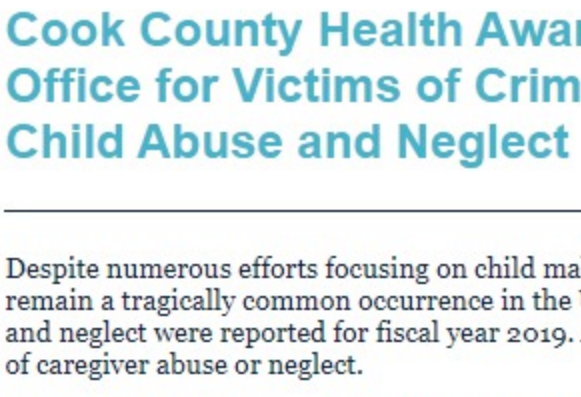 Cook County Health Awa
Office for Victims of Crim
Child Abuse and Neglect
Despite numerous efforts focusing on child ma
remain a tragically common occurrence in the
and neglect were reported for fiscal year 2019.
of caregiver abuse or neglect.